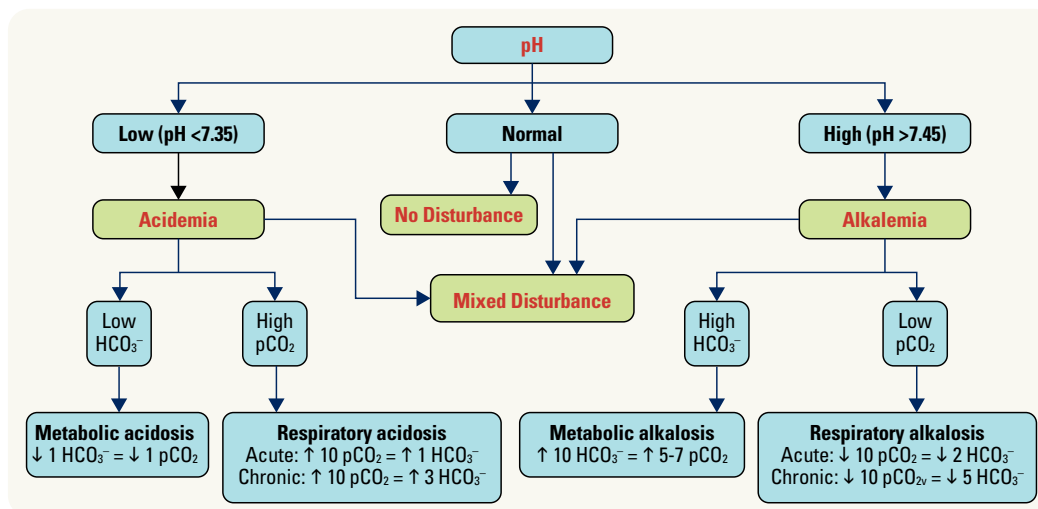 pH
Low (pH <7.35)
Normal
High (pH >7.45)
Acidemia
No Disturbance
Alkalemia
Mixed Disturbance
Low
HCO₃⁻
High
pCO₂
High
HCO₃⁻
Low
pCO₂
Metabolic acidosis
↓ 1 HCO₃⁻ = ↓ 1 pCO₂
Respiratory acidosis
Acute: ↑ 10 pCO₂ = ↑ 1 HCO₃⁻
Chronic: ↑ 10 pCO₂ = ↑ 3 HCO₃⁻
Metabolic alkalosis
↑ 10 HCO₃⁻ = ↑ 5-7 pCO₂
Respiratory alkalosis
Acute: ↓ 10 pCO₂ = ↓ 2 HCO₃⁻
Chronic: ↓ 10 pCO₂ᵥ = ↓ 5 HCO₃⁻